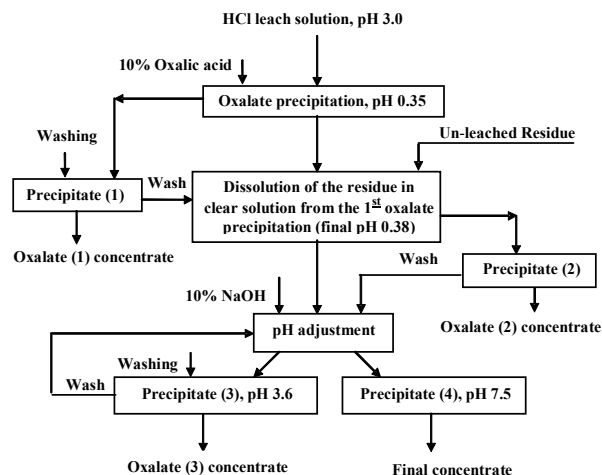 HCl leach solution, pH 3.0
10% Oxalic acid
Oxalate precipitation, pH 0.35
Washing
Un-leached Residue
Precipitate (1)
Wash
Dissolution of the residue in
clear solution from the 1st oxalate
precipitation (final pH 0.38)
Oxalate (1) concentrate
Wash
Precipitate (2)
10% NaOH
Oxalate (2) concentrate
pH adjustment
Washing
Wash
Precipitate (3), pH 3.6
Precipitate (4), pH 7.5
Oxalate (3) concentrate
Final concentrate